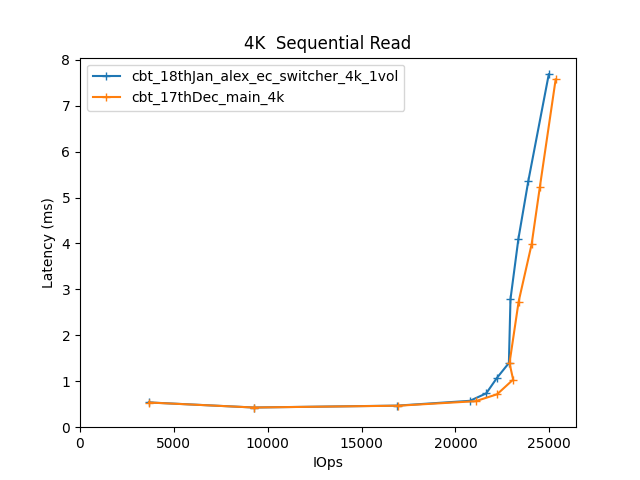 4K  Sequential Read
cbt_18thJan_alex_ec_switcher_4k_1vol
cbt_17thDec_main_4k
Latency (ms)
8
7
6
5
4
3
2
1
0
0 5000 10000 15000 20000 25000
IOps